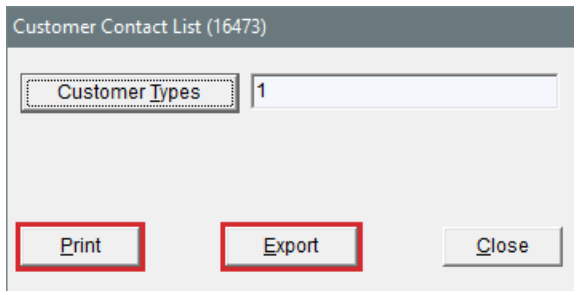 Customer Contact List (16473)
Customer Types 1
Print Export Close